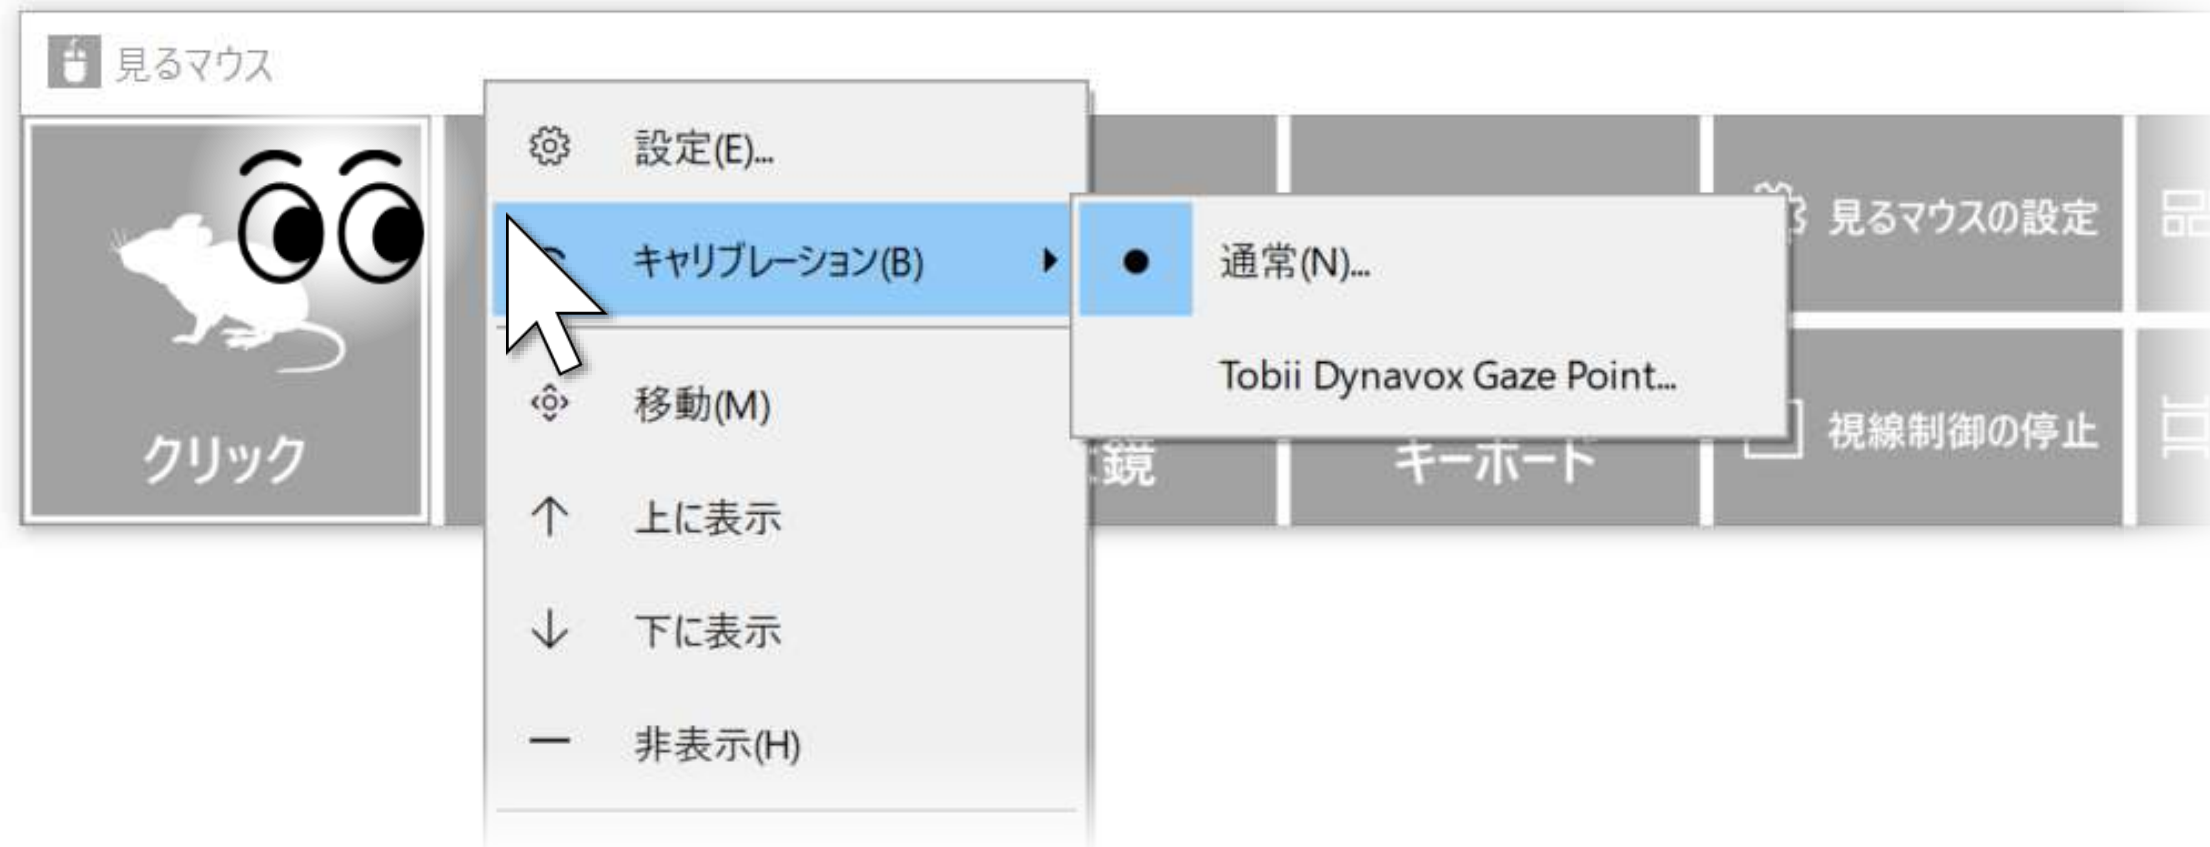 見るマウス
設定(E)...
キャリブレーション(B)
通常(N)...
Tobii Dynavox Gaze Point...
移動(M)
上に表示
下に表示
非表示(H)
クリック
鏡
キーボード
見るマウスの設定
視線制御の停止